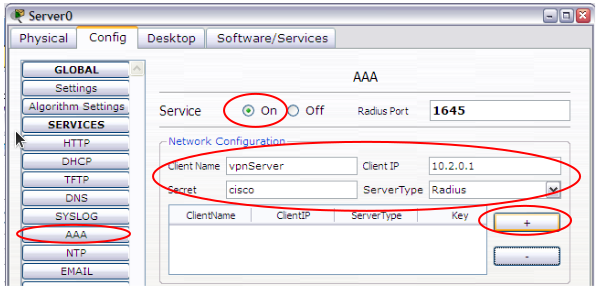 Server0
Physical Config Desktop Software/Services
GLOBAL
Settings
Algorithm Settings
SERVICES
HTTP
DHCP
TFTP
DNS
SYSLOG
AAA
NTP
EMAIL
AAA
Service On Off Radius Port 1645
Network Configuration
Client Name vpnServer Client IP 10.2.0.1
Secret cisco ServerType Radius
ClientName ClientIP ServerType Key
+
-